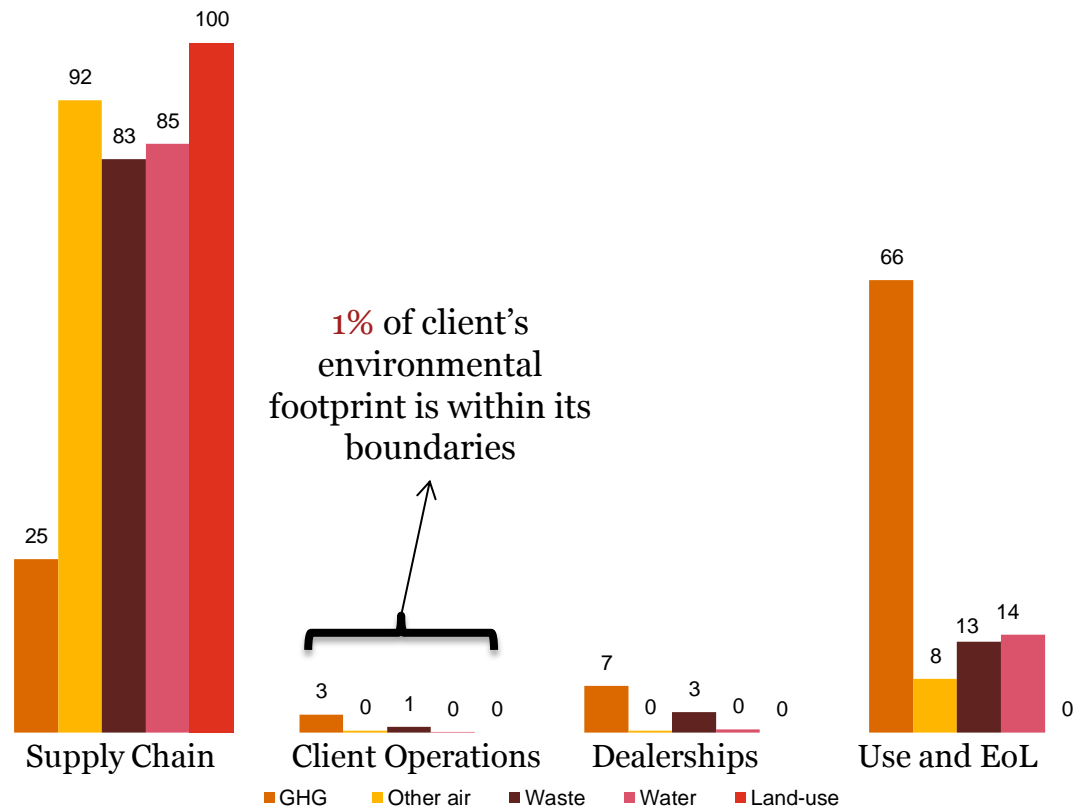 100
92
83
85
25
1% of client's
environmental
footprint is within its
boundaries
3
0
1
0
0
7
0
3
0
0
66
8
13
14
0
Supply Chain
Client Operations
Dealerships
Use and EoL
GHG
Other air
Waste
Water
Land-use